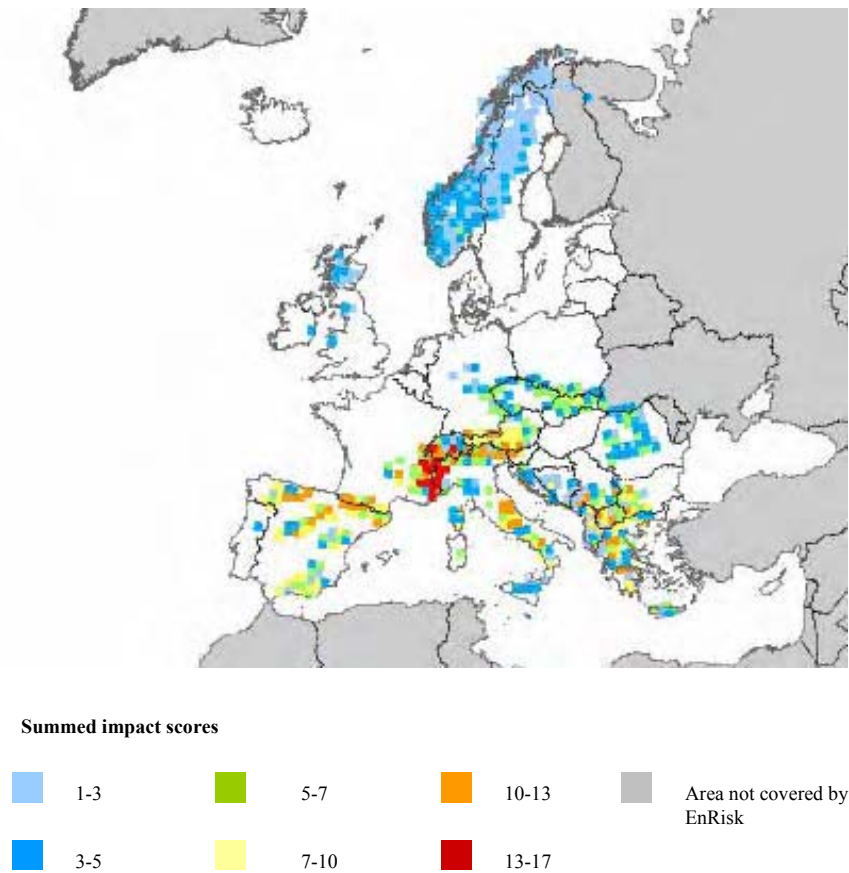 Summed impact scores
1-3
5-7
10-13
Area not covered by
EnRisk
3-5
7-10
13-17